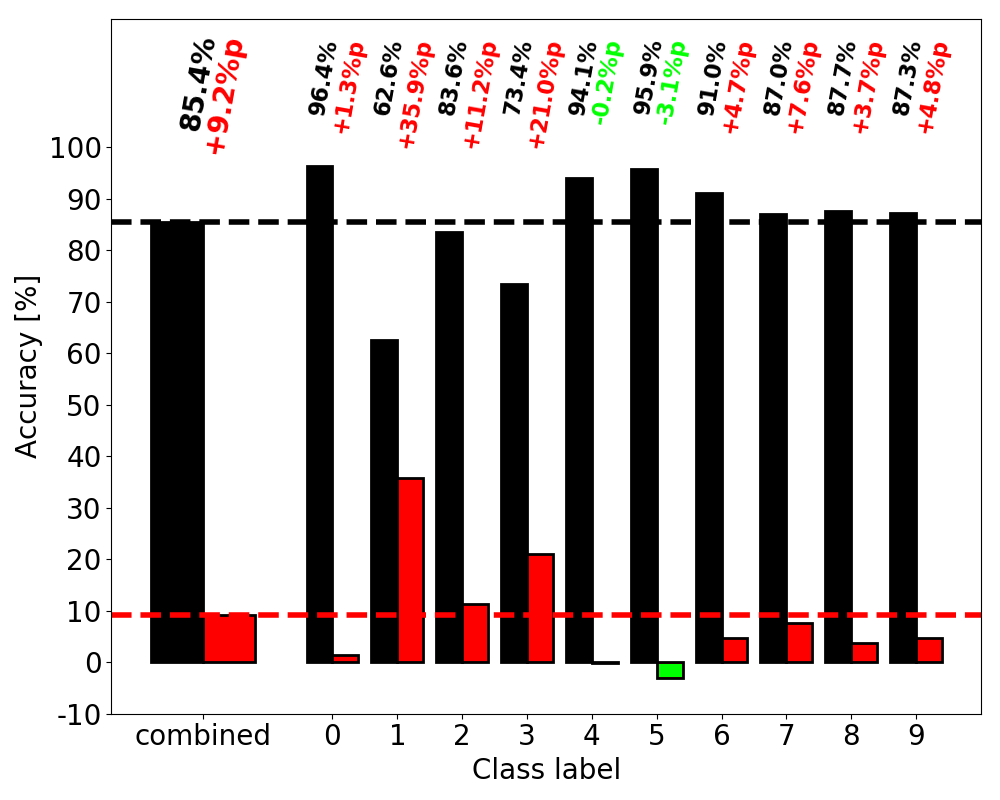 85.4%
+9.2%p
96.4%
+1.3%p
62.6%
+35.9%p
83.6%
+11.2%p
73.4%
+21.0%p
94.1%
-0.2%p
95.9%
-3.1%p
91.0%
+4.7%p
87.0%
+7.6%p
87.7%
+3.7%p
87.3%
+4.8%p
100
90
80
70
60
50
40
30
20
10
0
-10
Accuracy [%]
combined 0 1 2 3 4 5 6 7 8 9
Class label